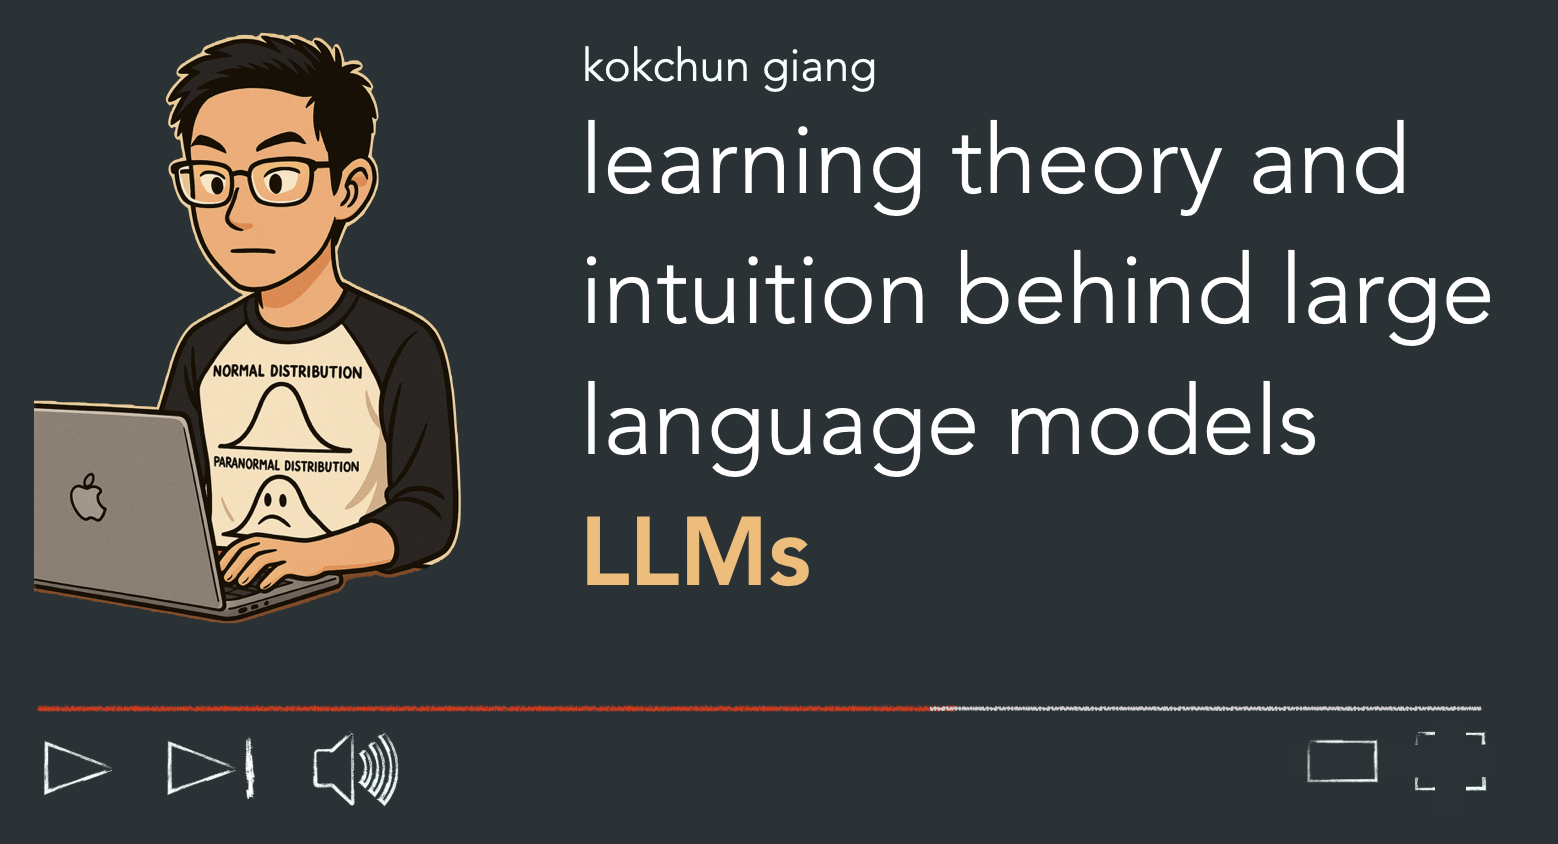 kokchun giang
learning theory and
intuition behind large
language models
LLMs
NORMAL DISTRIBUTION
PARANORMAL DISTRIBUTION